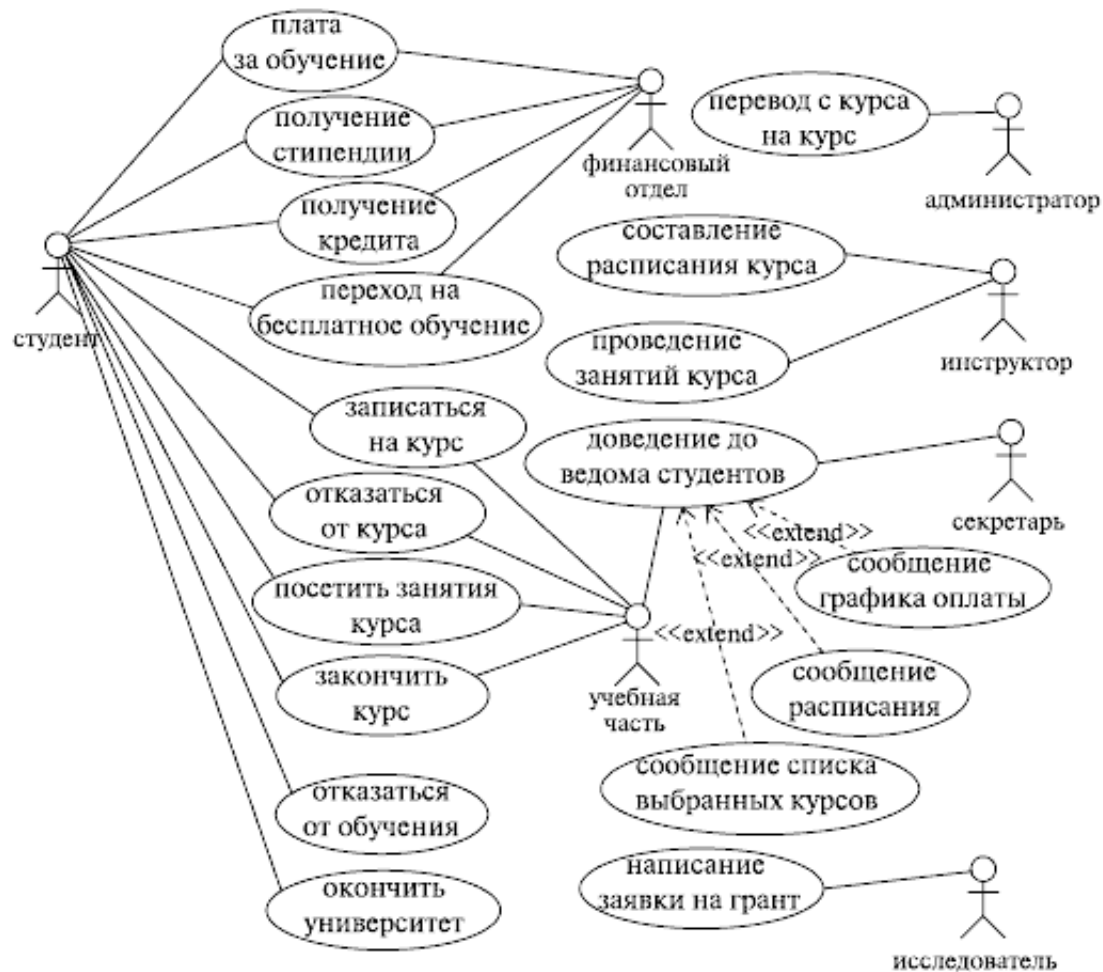 плата
за обучение
получение
стипендии
получение
кредита
переход на
бесплатное обучение
студент
финансовый
отдел
перевод с курса
на курс
администратор
составление
расписания курса
проведение
занятий курса
инструктор
записаться
на курс
отказаться
от курса
посетить занятия
курса
закончить
курс
учебная
часть
доведение до
ведома студентов
секретарь
<<extend>>
<<extend>>
<<extend>>
сообщение
графика оплаты
сообщение
расписания
сообщение списка
выбранных курсов
отказаться
от обучения
окончить
университет
написание
заявки на грант
исследователь